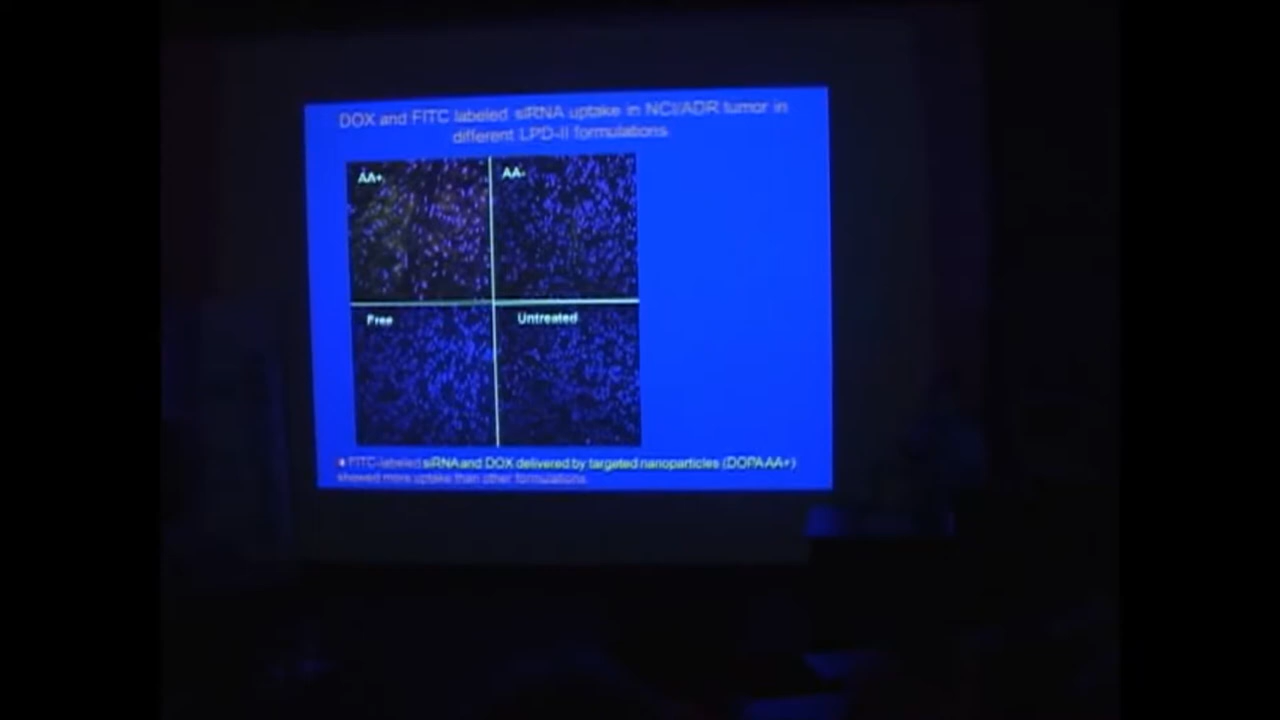 DOX and FITC labeled siRNA uptake in NCI/ADR tumor in
different LPD-II formulations
AA+
AA-
Free
Untreated
FITC-labeled siRNA and DOX delivered by targeted nanoparticles (DOPA-AA+)
showed more uptake than other formulations.